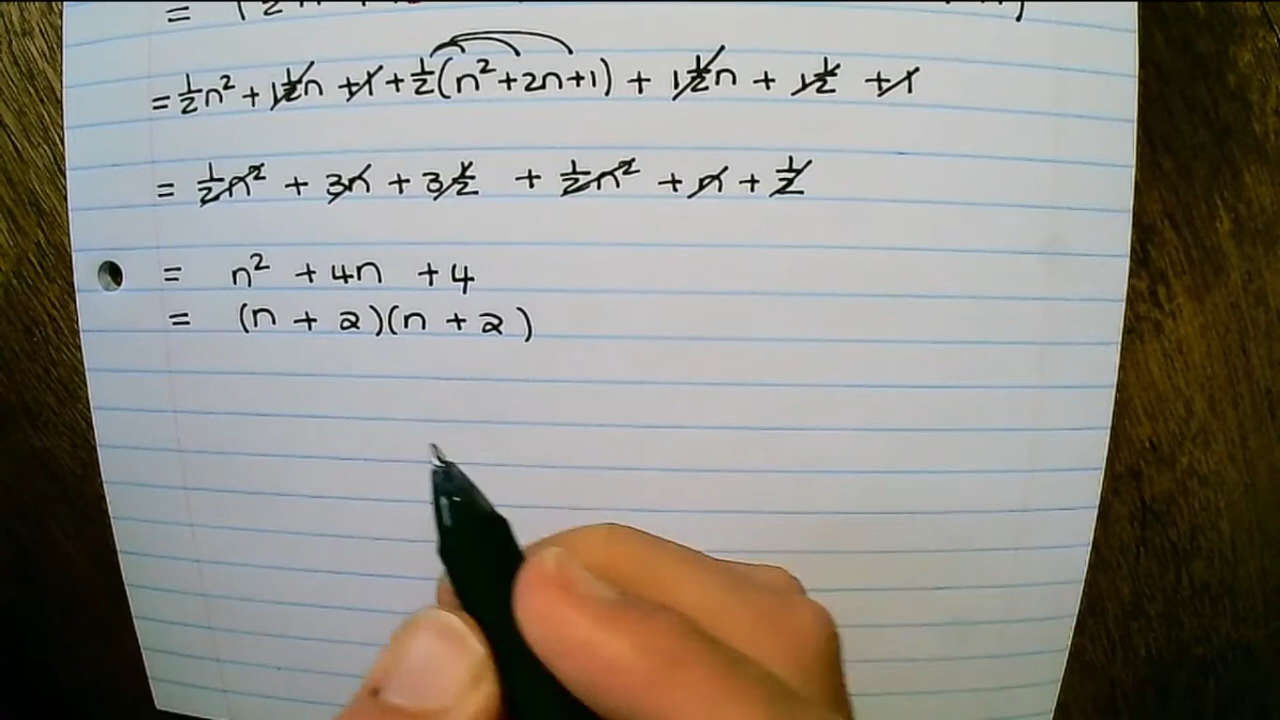 = ½n² + 1½n + 1 + ½(n² + 2n + 1) + 1½n + 1½ + 1
= ½n² + 3n + 3½ + ½n² + n + ½
= n² + 4n + 4
= (n + 2)(n + 2)